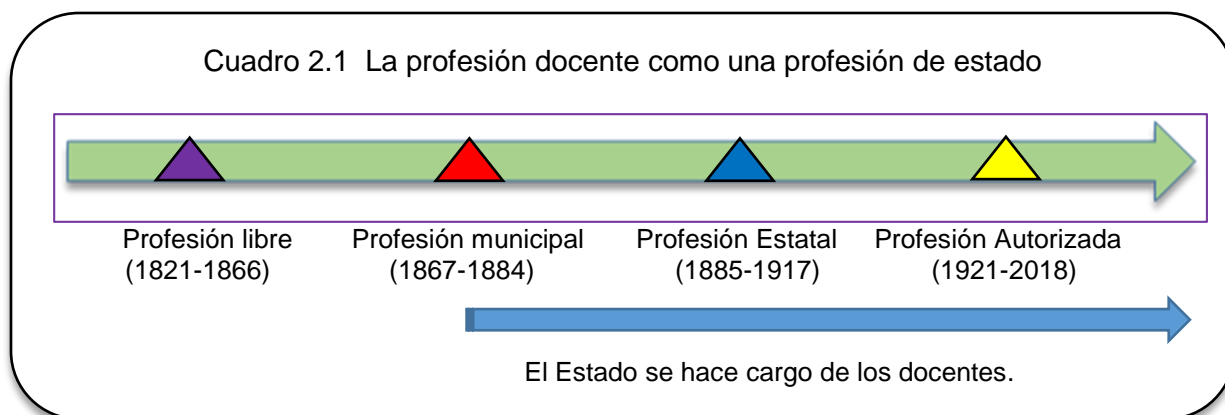 Cuadro 2.1 La profesión docente como una profesión de estado
Profesión libre
(1821-1866)
Profesión municipal
(1867-1884)
Profesión Estatal
(1885-1917)
Profesión Autorizada
(1921-2018)
El Estado se hace cargo de los docentes.